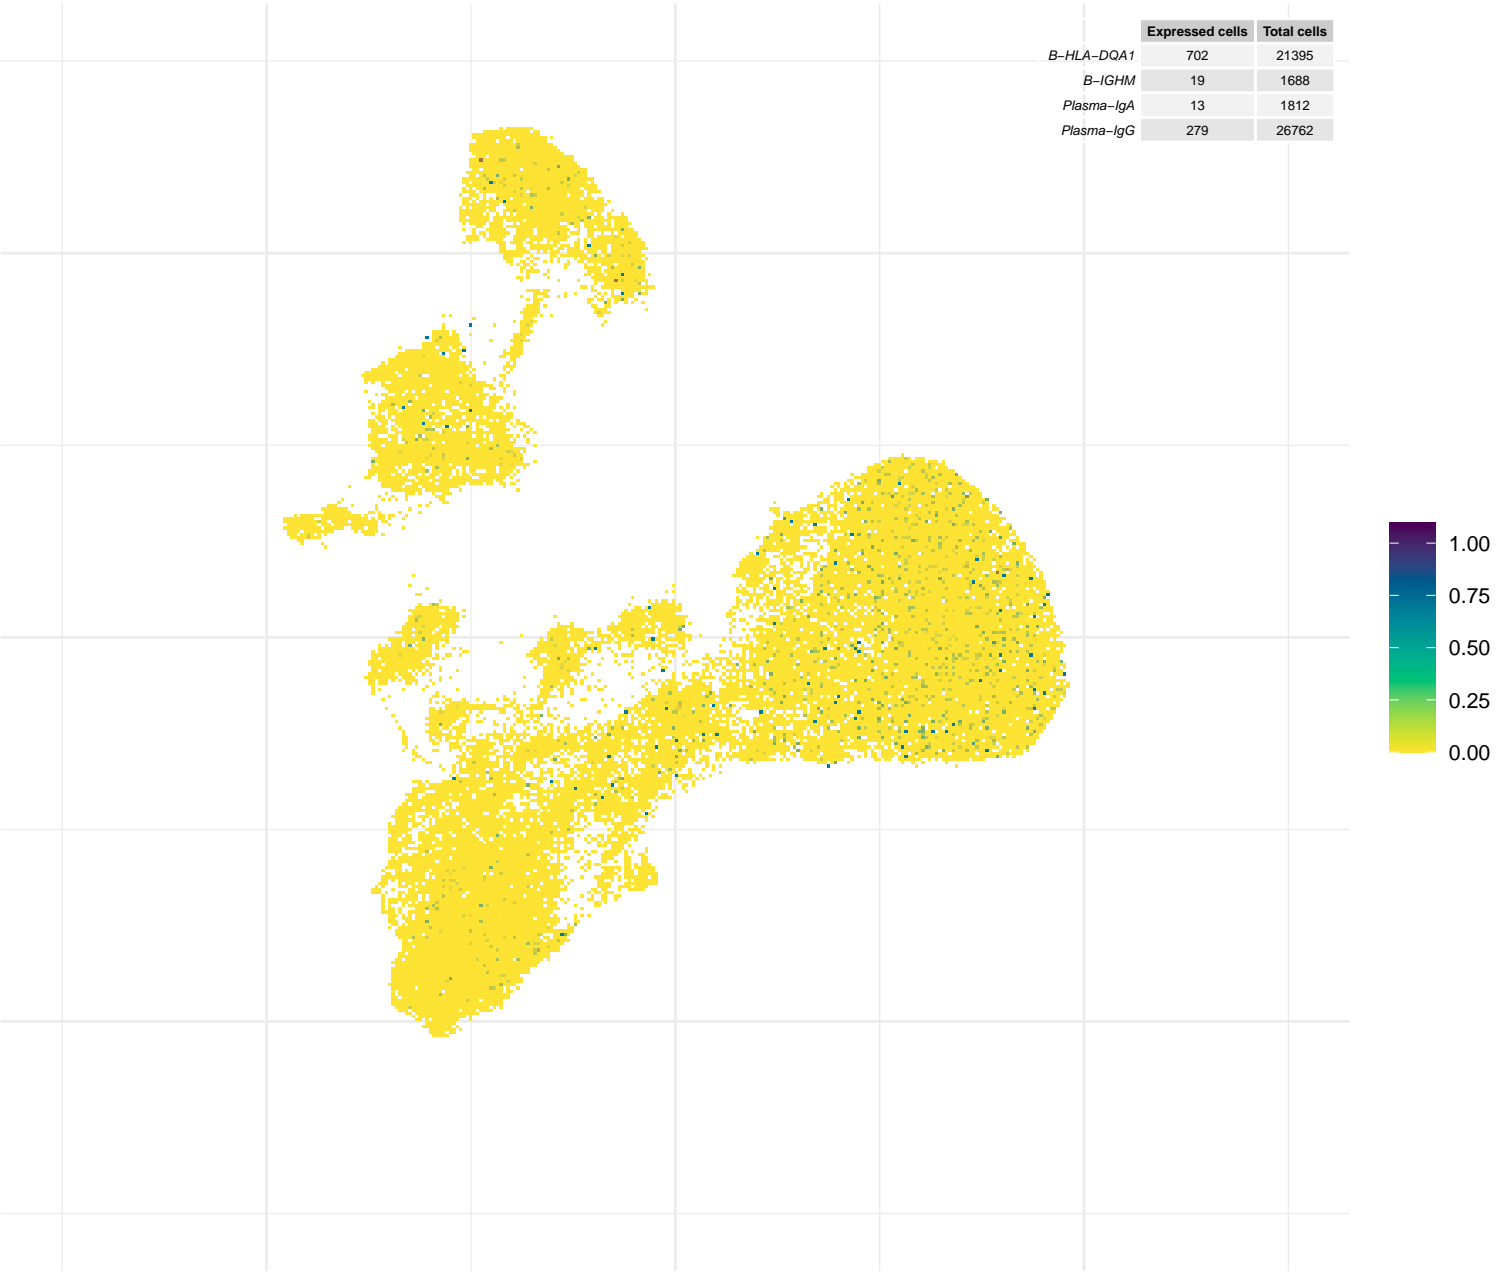 Expressed cells Total cells
B−HLA−DQA1 702 21395
B−IGHM 19 1688
Plasma−IgA 13 1812
Plasma−IgG 279 26762
1.00
0.75
0.50
0.25
0.00